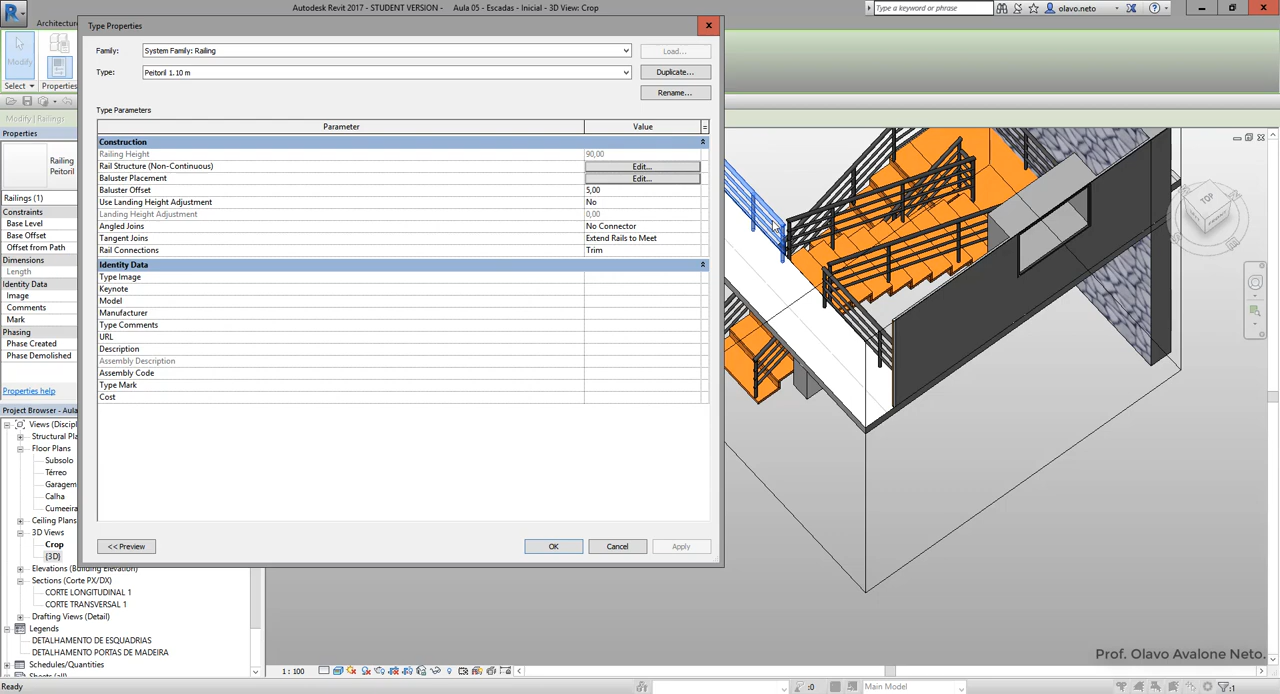 Autodesk Revit 2017 - STUDENT VERSION - Aula 05 - Escadas - Inicial - 3D View: Crop
Type a keyword or phrase
olavo.neto
Architecture
Type Properties
Modify
Select
Properties
Family:
System Family: Railing
Load...
Type:
Peitoril 1.10 m
Duplicate...
Rename...
Type Parameters
Parameter
Value
=
Construction
Railing Height
90,00
Rail Structure (Non-Continuous)
Edit...
Baluster Placement
Edit...
Baluster Offset
5,00
Use Landing Height Adjustment
No
Landing Height Adjustment
0,00
Angled Joins
No Connector
Tangent Joins
Extend Rails to Meet
Rail Connections
Trim
Identity Data
Type Image
Keynote
Model
Manufacturer
Type Comments
URL
Description
Assembly Description
Assembly Code
Type Mark
Cost
<< Preview
OK
Cancel
Apply
Modify | Railings
Properties
Railing
Peitoril
Railings (1)
Constraints
Base Level
Base Offset
Offset from Path
Dimensions
Length
Identity Data
Image
Comments
Mark
Phasing
Phase Created
Phase Demolished
Properties help
Project Browser - Aula
Views (Discipl
Structural Pla
Floor Plans
Subsolo
Térreo
Garagem
Calha
Cumeeira
Ceiling Plans
3D Views
Crop
{3D}
Elevations (Building Elevation)
Sections (Corte PX/DX)
CORTE LONGITUDINAL 1
CORTE TRANSVERSAL 1
Drafting Views (Detail)
Legends
DETALHAMENTO DE ESQUADRIAS
DETALHAMENTO PORTAS DE MADEIRA
Schedules/Quantities
Sheets (all)
TOP
1 : 100
Prof. Olavo Avalone Neto.
Ready
:0
Main Model
:1